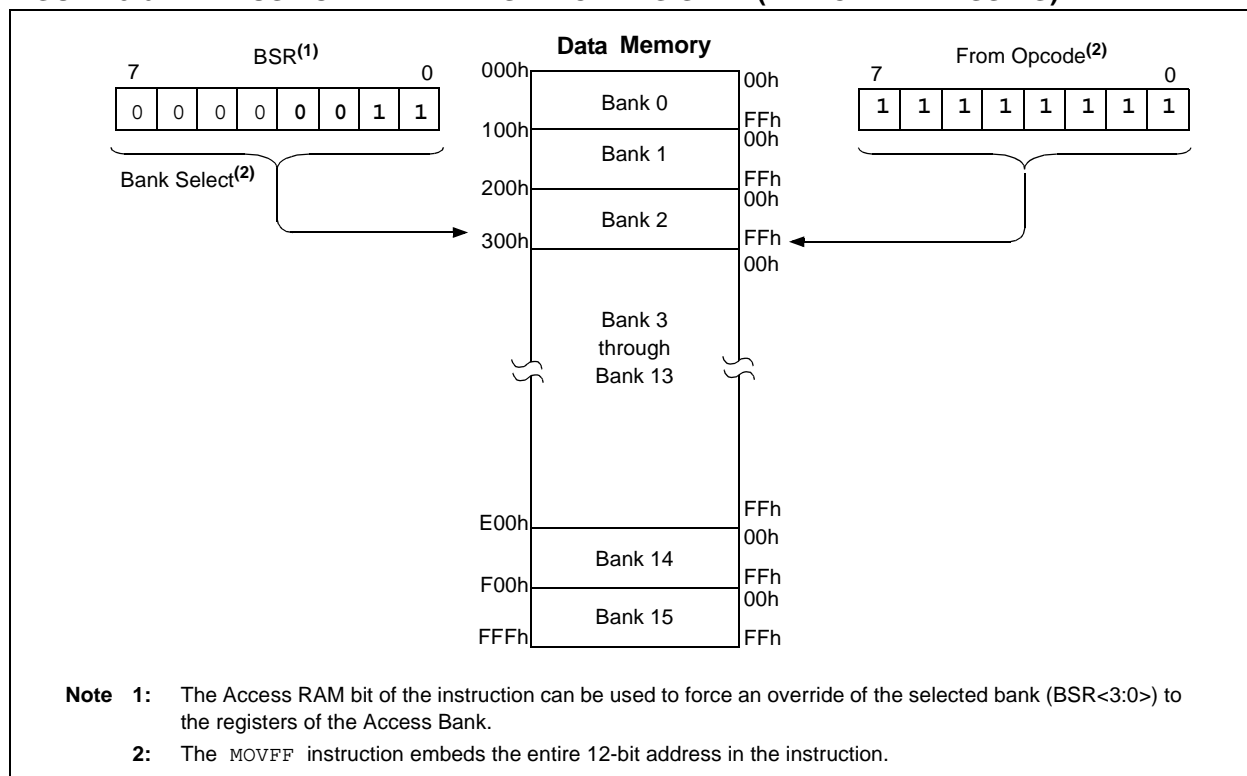 Data Memory
BSR(1)
7 0
0 0 0 0 0 0 1 1
Bank Select(2)
From Opcode(2)
7 0
1 1 1 1 1 1 1 1
000h
00h
Bank 0
FFh
100h
00h
Bank 1
FFh
200h
00h
Bank 2
FFh
300h
00h
Bank 3
through
Bank 13
FFh
E00h
00h
Bank 14
FFh
F00h
00h
Bank 15
FFFh
FFh
Note 1: The Access RAM bit of the instruction can be used to force an override of the selected bank (BSR<3:0>) to
the registers of the Access Bank.
2: The MOVFF instruction embeds the entire 12-bit address in the instruction.